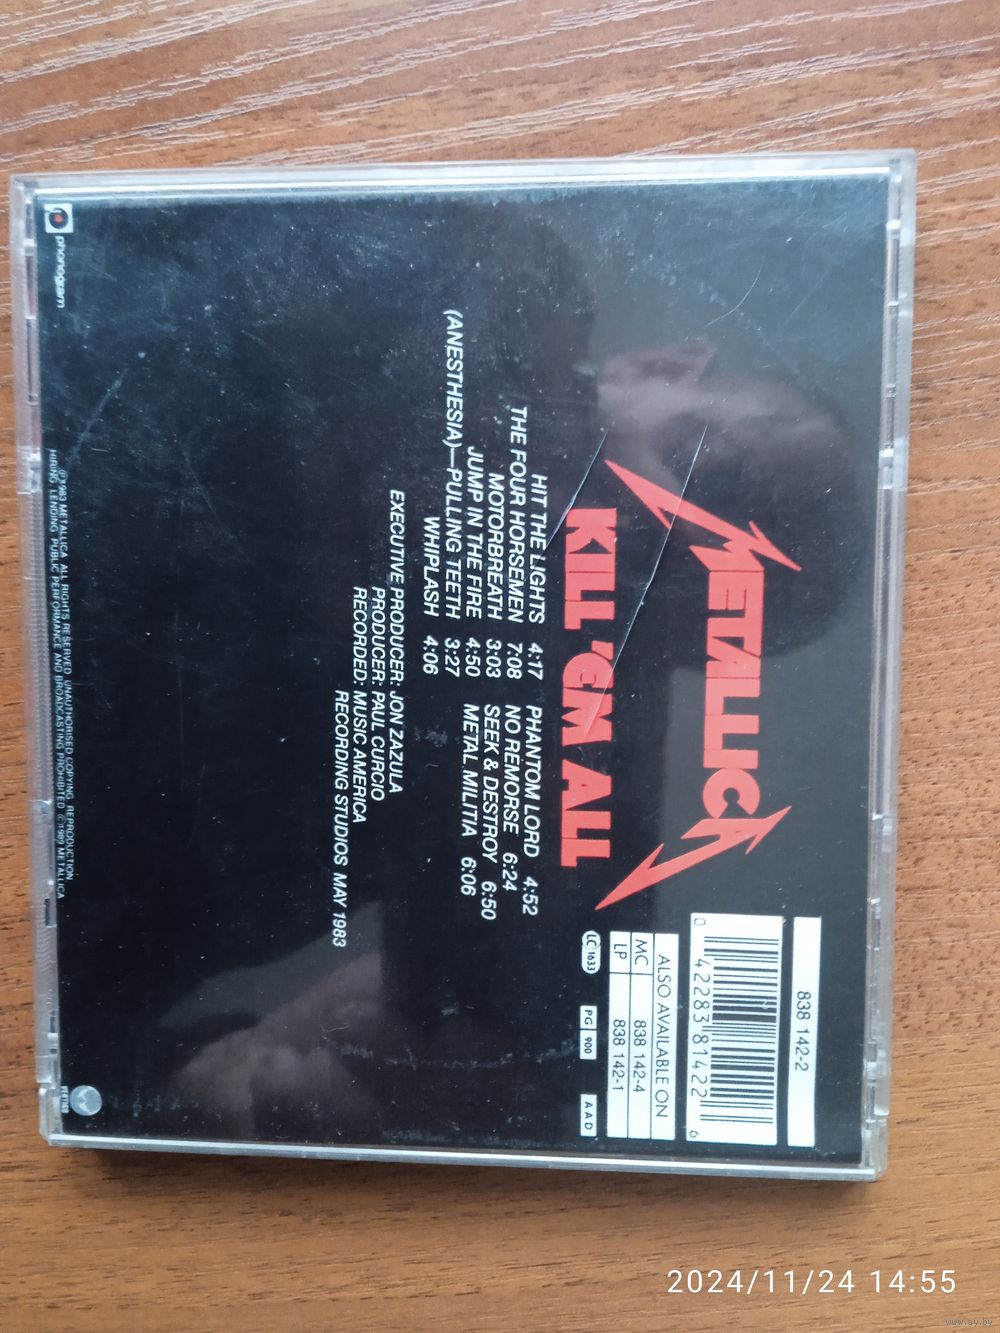 838 142-2
0 42283 81422 6
METALLICA
KILL 'EM ALL
ALSO AVAILABLE ON
MC 838 142-4
LP 838 142-1
LC 1633
PG 900
AAD
HIT THE LIGHTS 4:17
THE FOUR HORSEMEN 7:08
MOTORBREATH 3:03
JUMP IN THE FIRE 4:50
(ANESTHESIA)—PULLING TEETH 3:27
WHIPLASH 4:06
PHANTOM LORD 4:52
NO REMORSE 6:24
SEEK & DESTROY 6:50
METAL MILITIA 6:06
EXECUTIVE PRODUCER: JON ZAZULA
PRODUCER: PAUL CURCIO
RECORDED: MUSIC AMERICA
RECORDING STUDIOS MAY 1983
phonogram
℗1983 METALLICA ALL RIGHTS RESERVED. UNAUTHORISED COPYING, REPRODUCTION,
HIRING, LENDING, PUBLIC PERFORMANCE AND BROADCASTING PROHIBITED. ©1989 METALLICA
VERTIGO
2024/11/24 14:55
www.ay.by